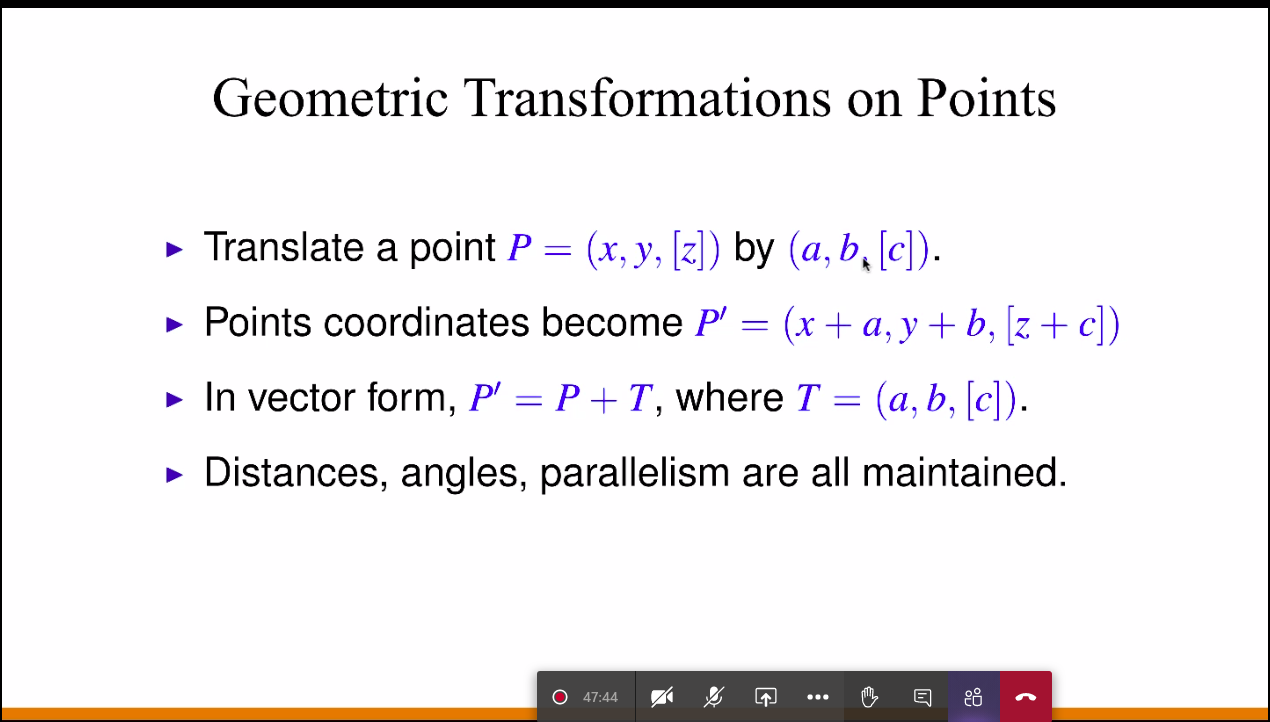 Geometric Transformations on Points
▶ Translate a point P = (x, y, [z]) by (a, b, [c]).
▶ Points coordinates become P′ = (x + a, y + b, [z + c])
▶ In vector form, P′ = P + T, where T = (a, b, [c]).
▶ Distances, angles, parallelism are all maintained.
47:44